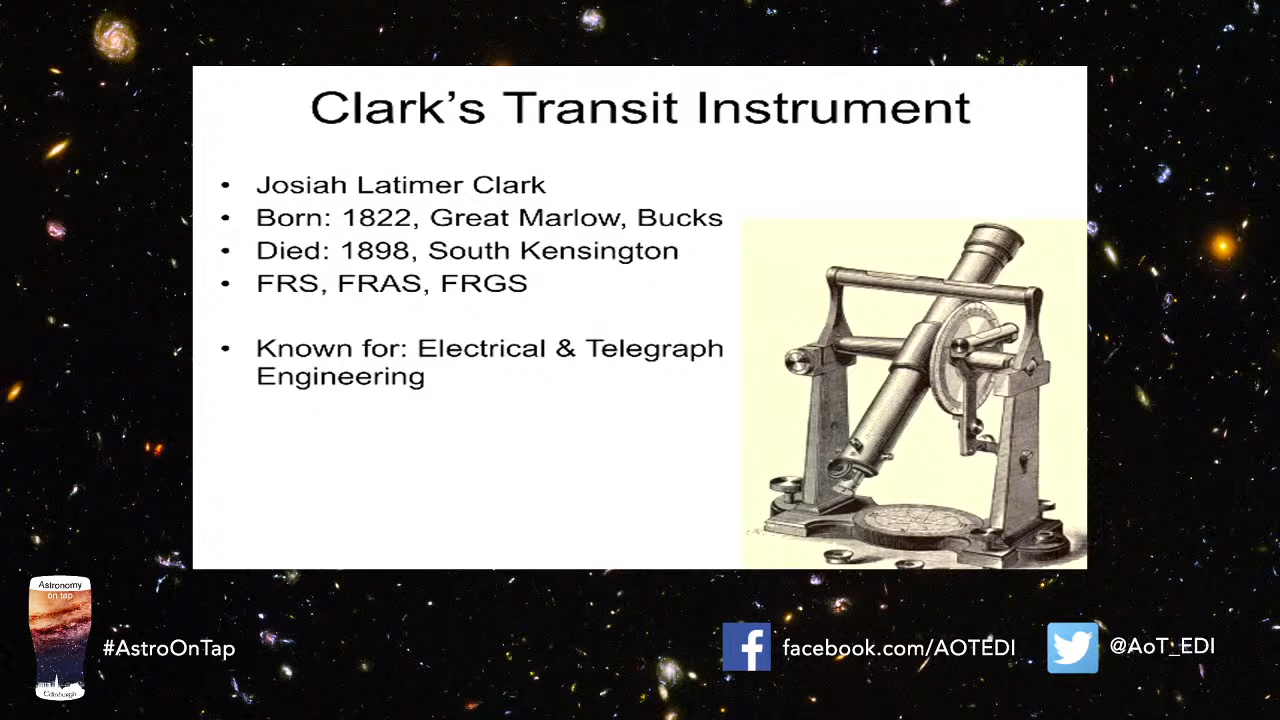 Clark’s Transit Instrument
• Josiah Latimer Clark
• Born: 1822, Great Marlow, Bucks
• Died: 1898, South Kensington
• FRS, FRAS, FRGS
• Known for: Electrical & Telegraph
Engineering
Astronomy
on tap
Edinburgh
#AstroOnTap
facebook.com/AOTEDI
@AoT_EDI